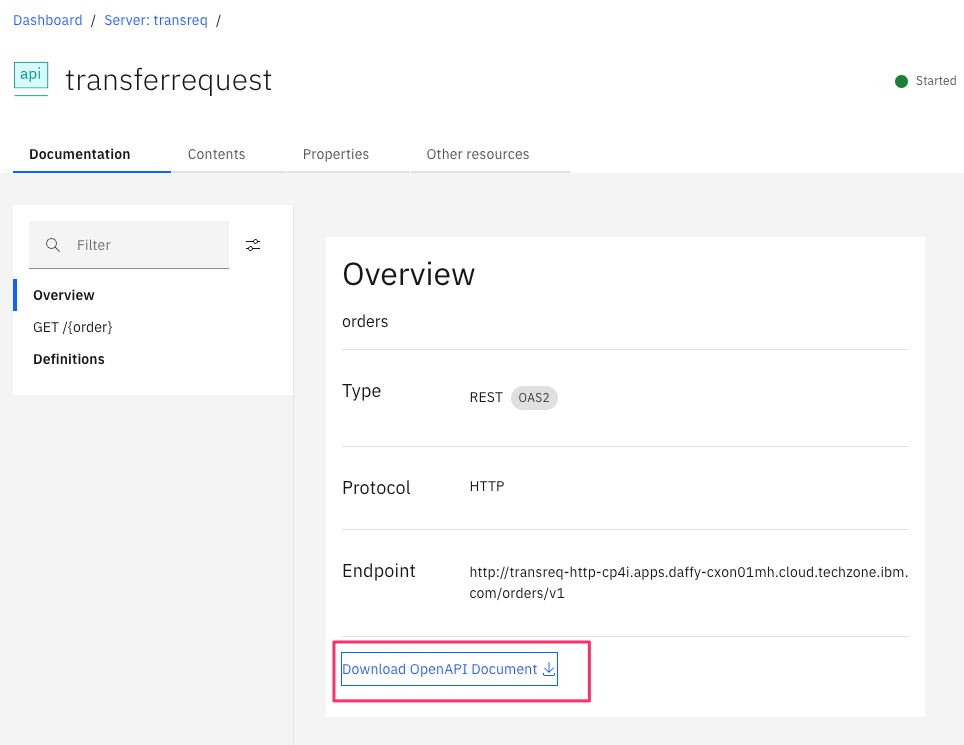 Dashboard / Server: transreq /
api transferrequest
Started
Documentation Contents Properties Other resources
Filter
Overview
GET /{order}
Definitions
Overview
orders
Type REST OAS2
Protocol HTTP
Endpoint http://transreq-http-cp4i.apps.daffy-cxon01mh.cloud.techzone.ibm.
com/orders/v1
Download OpenAPI Document